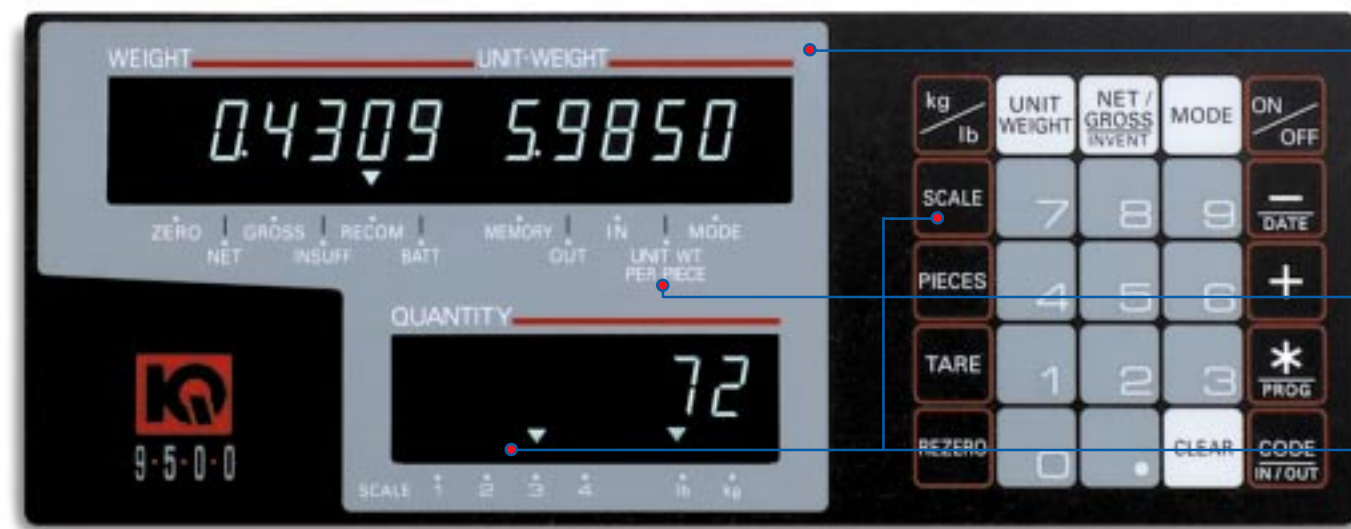 WEIGHT UNIT-WEIGHT
0.4309 5.9850
ZERO GROSS RECOM MEMORY IN MODE
NET INSUFF BATT OUT UNIT WT
PER PIECE
QUANTITY
72
SCALE 1 2 3 4 lb kg
IQ
9·5·0·0
kg/lb
UNIT
WEIGHT
NET /
GROSS
INVENT
MODE
ON/OFF
SCALE
7
8
9
–
DATE
PIECES
4
5
6
+
TARE
1
2
3
*
PROG
REZERO
0
.
CLEAR
CODE
IN / OUT